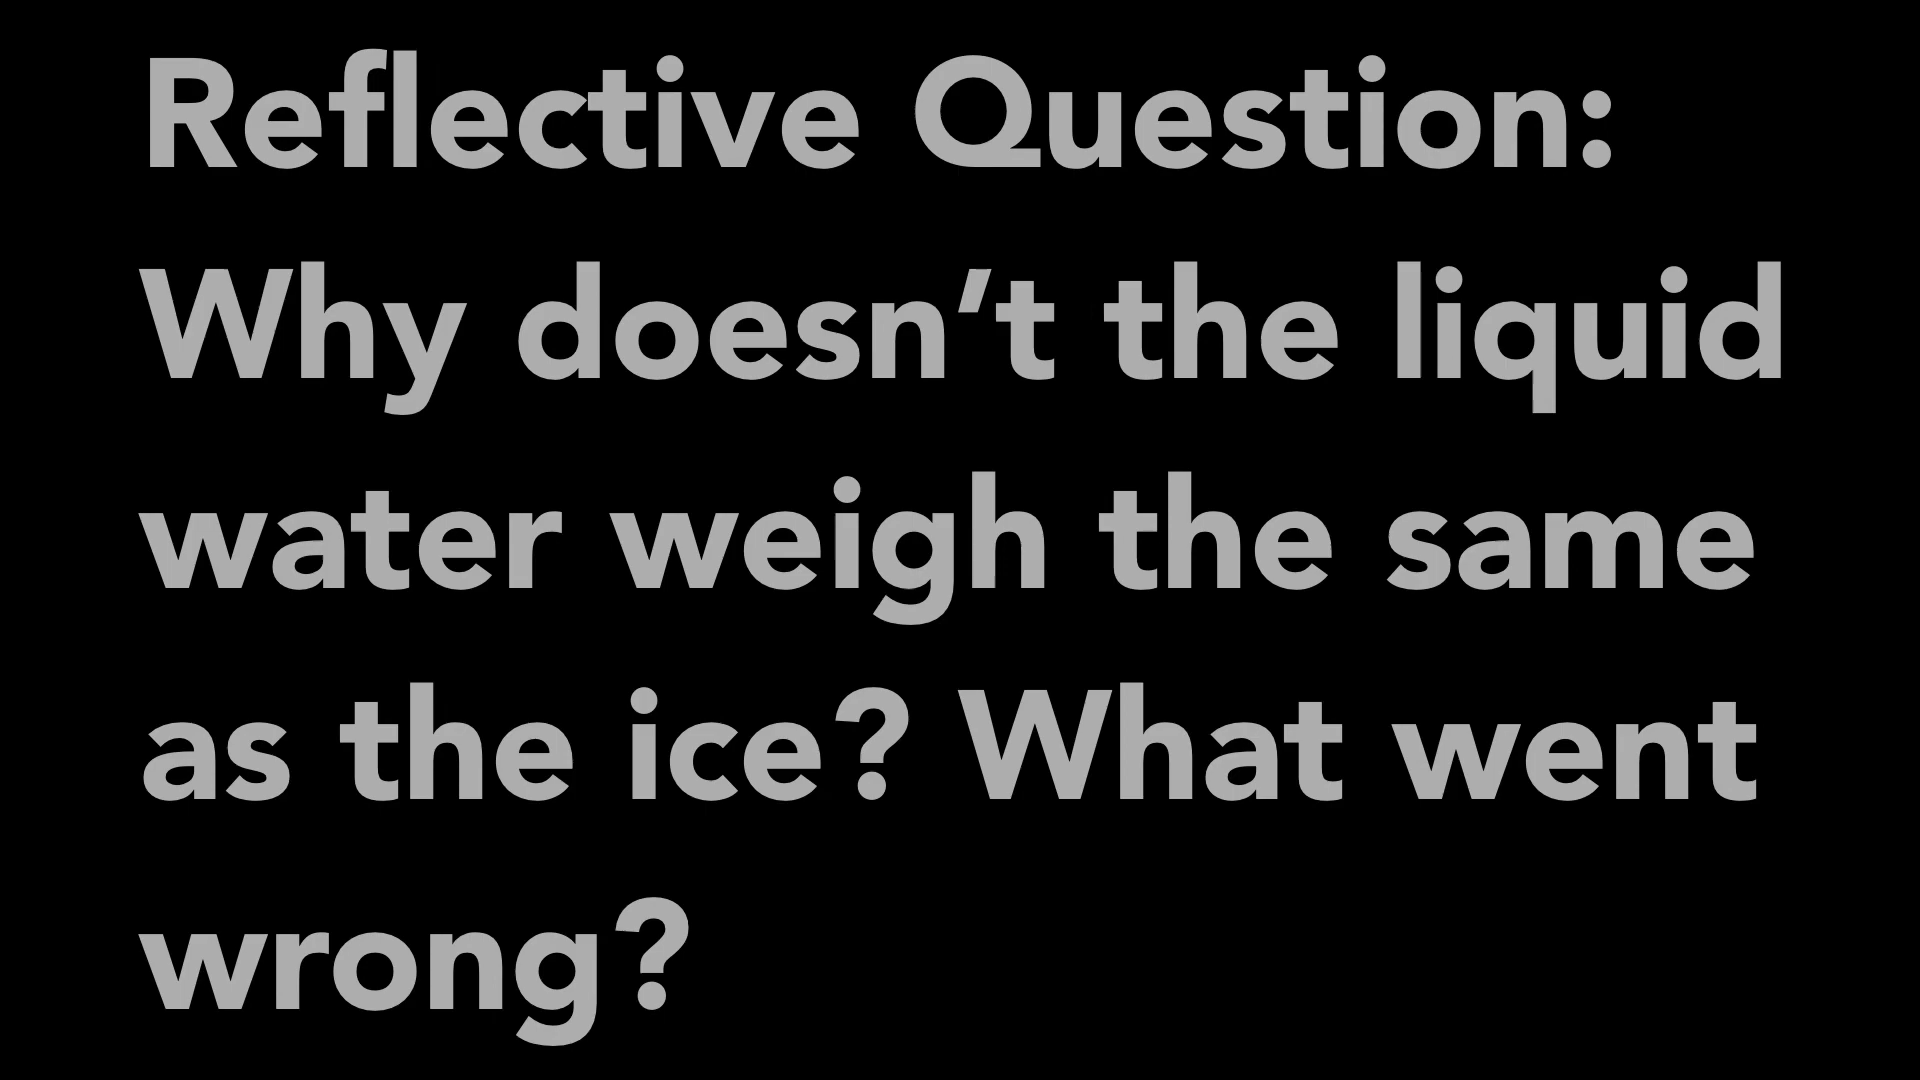 Reflective Question:
Why doesn’t the liquid
water weigh the same
as the ice? What went
wrong?